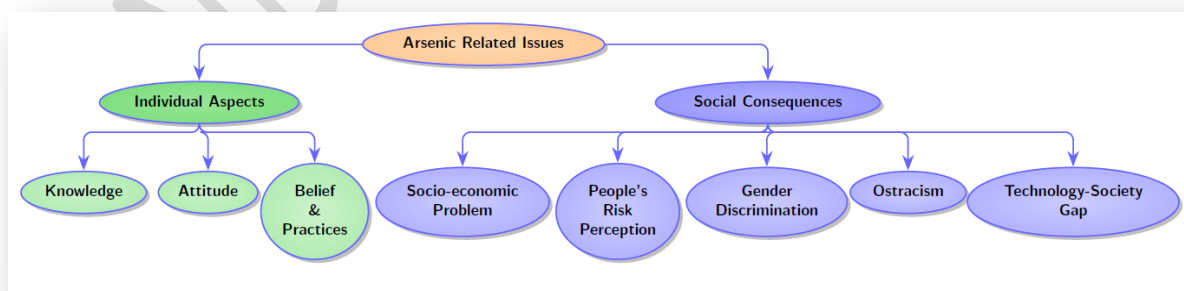 Arsenic Related Issues
Individual Aspects
Social Consequences
Knowledge
Attitude
Belief
&
Practices
Socio-economic
Problem
People's
Risk
Perception
Gender
Discrimination
Ostracism
Technology-Society
Gap